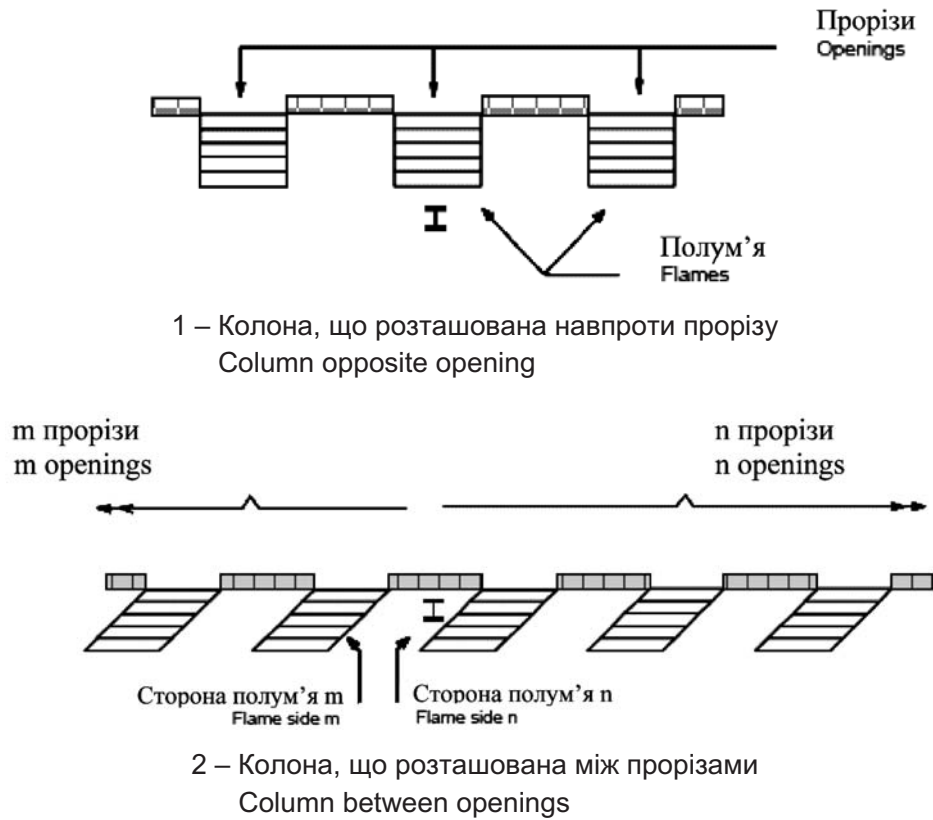 Прорізи
Openings
Полум’я
Flames
1 – Колона, що розташована навпроти прорізу
Column opposite opening
m прорізи
m openings
n прорізи
n openings
Сторона полум’я m
Flame side m
Сторона полум’я n
Flame side n
2 – Колона, що розташована між прорізами
Column between openings